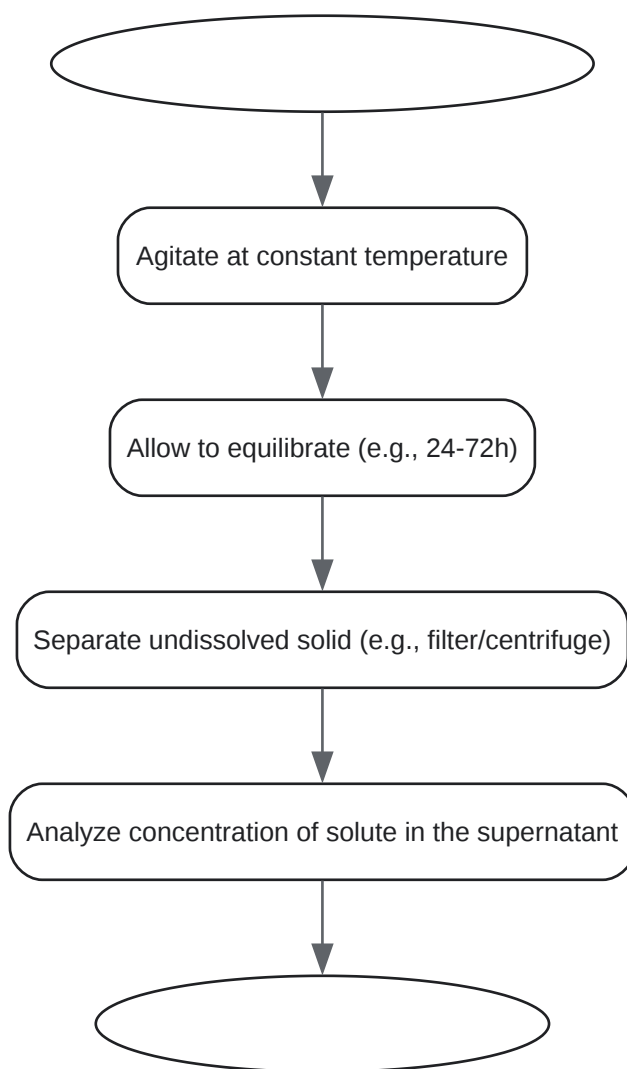 Agitate at constant temperature
Allow to equilibrate (e.g., 24-72h)
Separate undissolved solid (e.g., filter/centrifuge)
Analyze concentration of solute in the supernatant